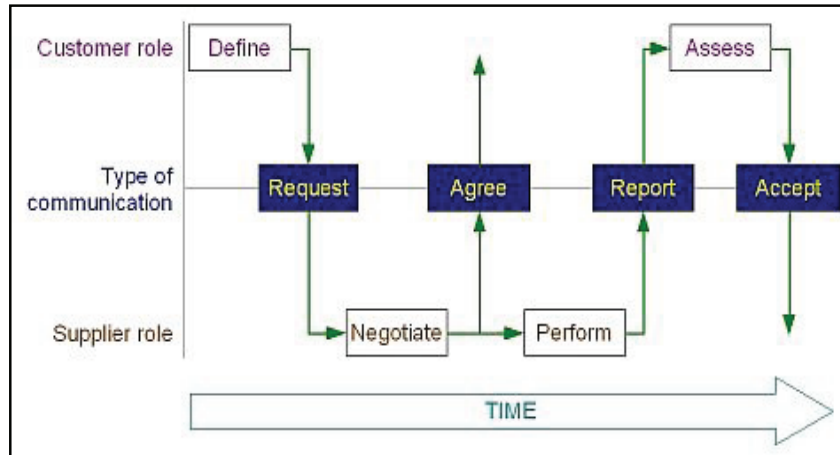 Customer role
Define
Assess
Type of
communication
Request
Agree
Report
Accept
Supplier role
Negotiate
Perform
TIME